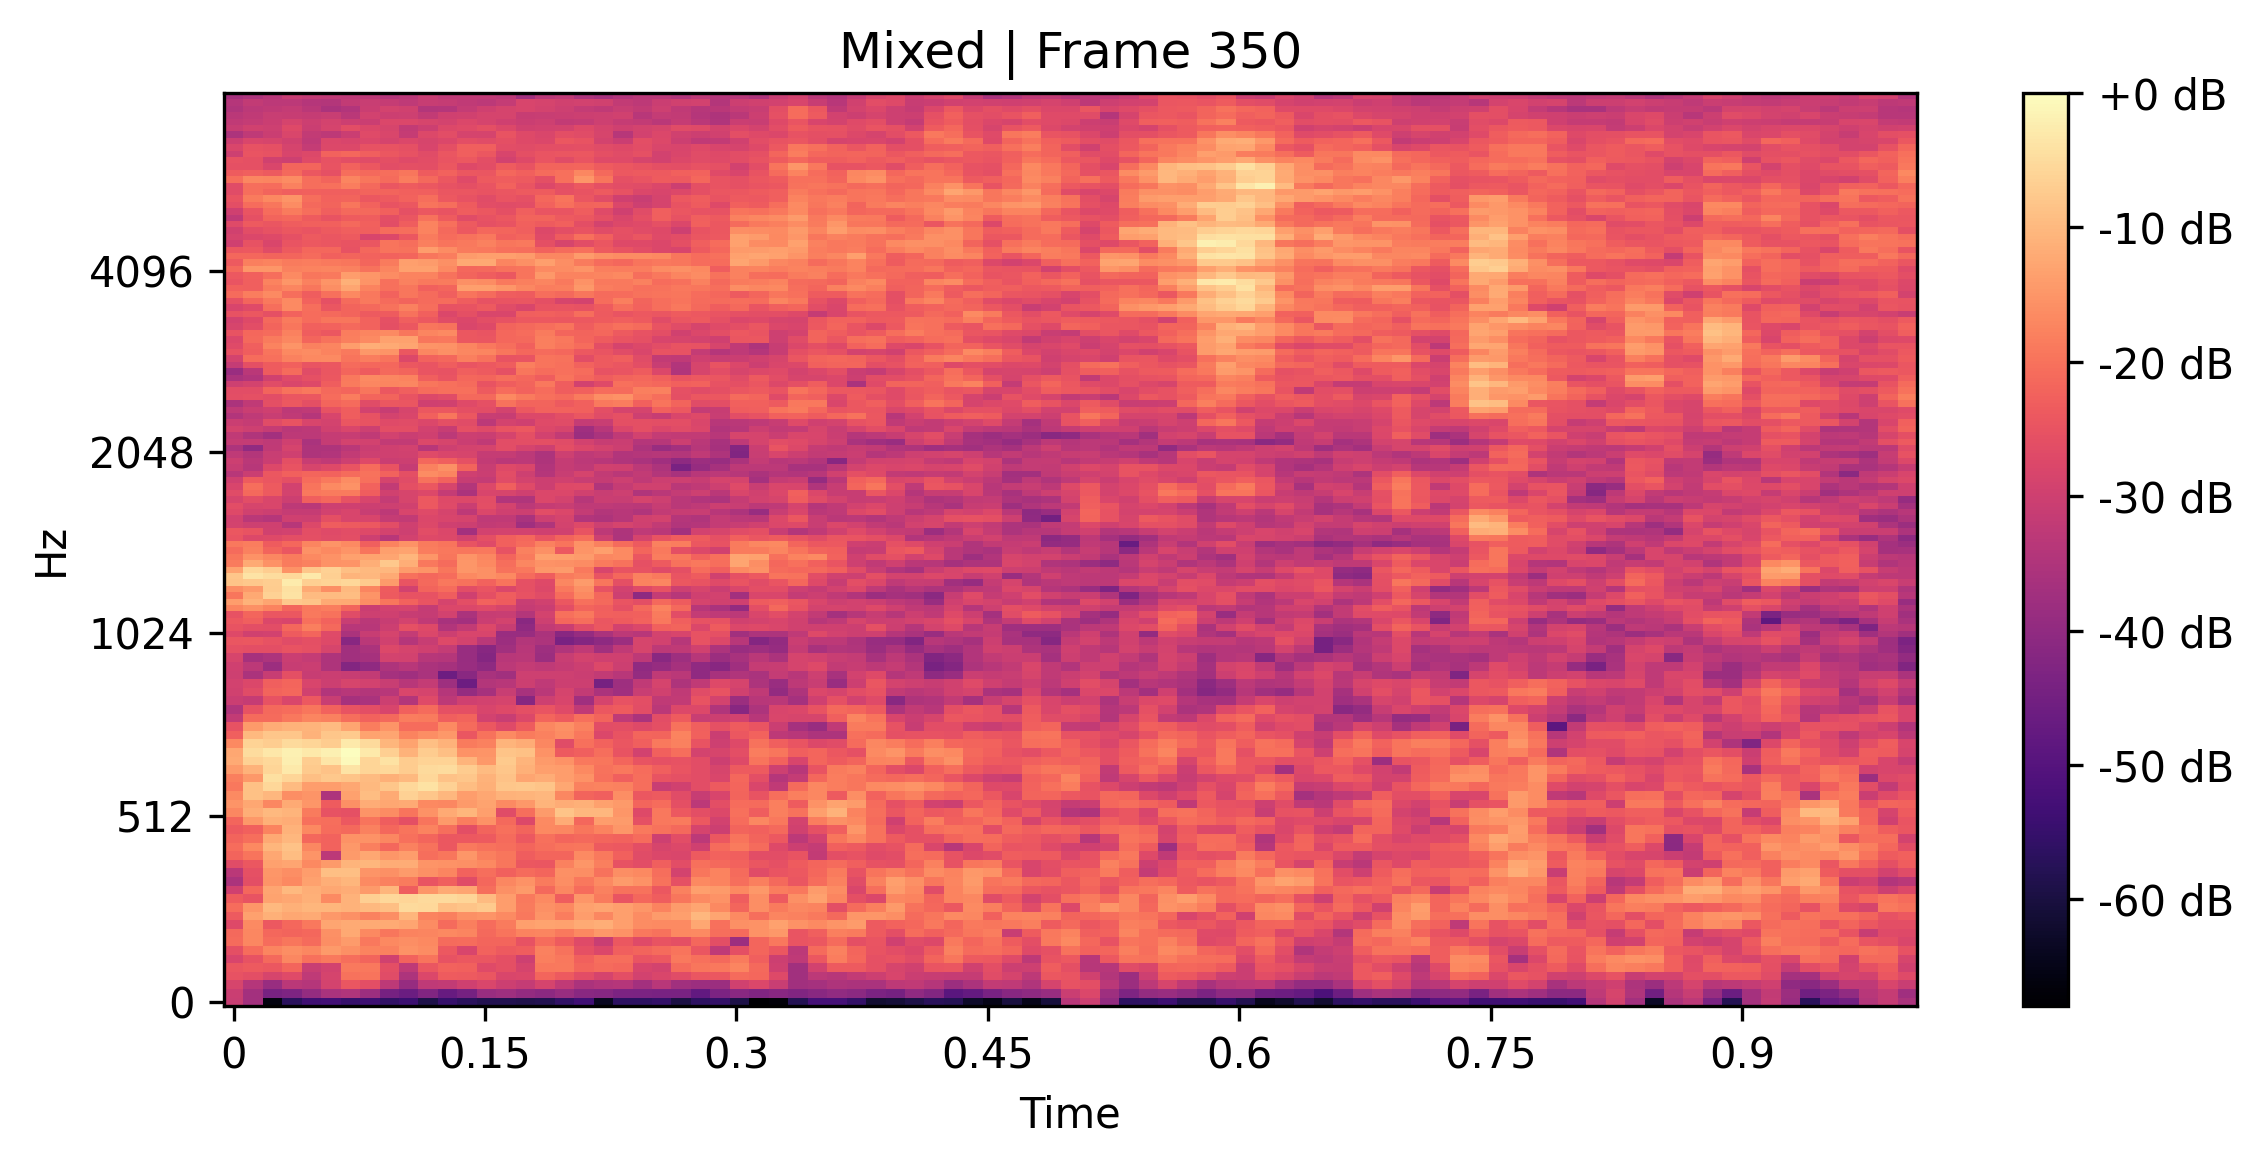 Mixed | Frame 350
+0 dB
-10 dB
-20 dB
-30 dB
-40 dB
-50 dB
-60 dB
4096
2048
1024
512
0
Hz
0 0.15 0.3 0.45 0.6 0.75 0.9
Time